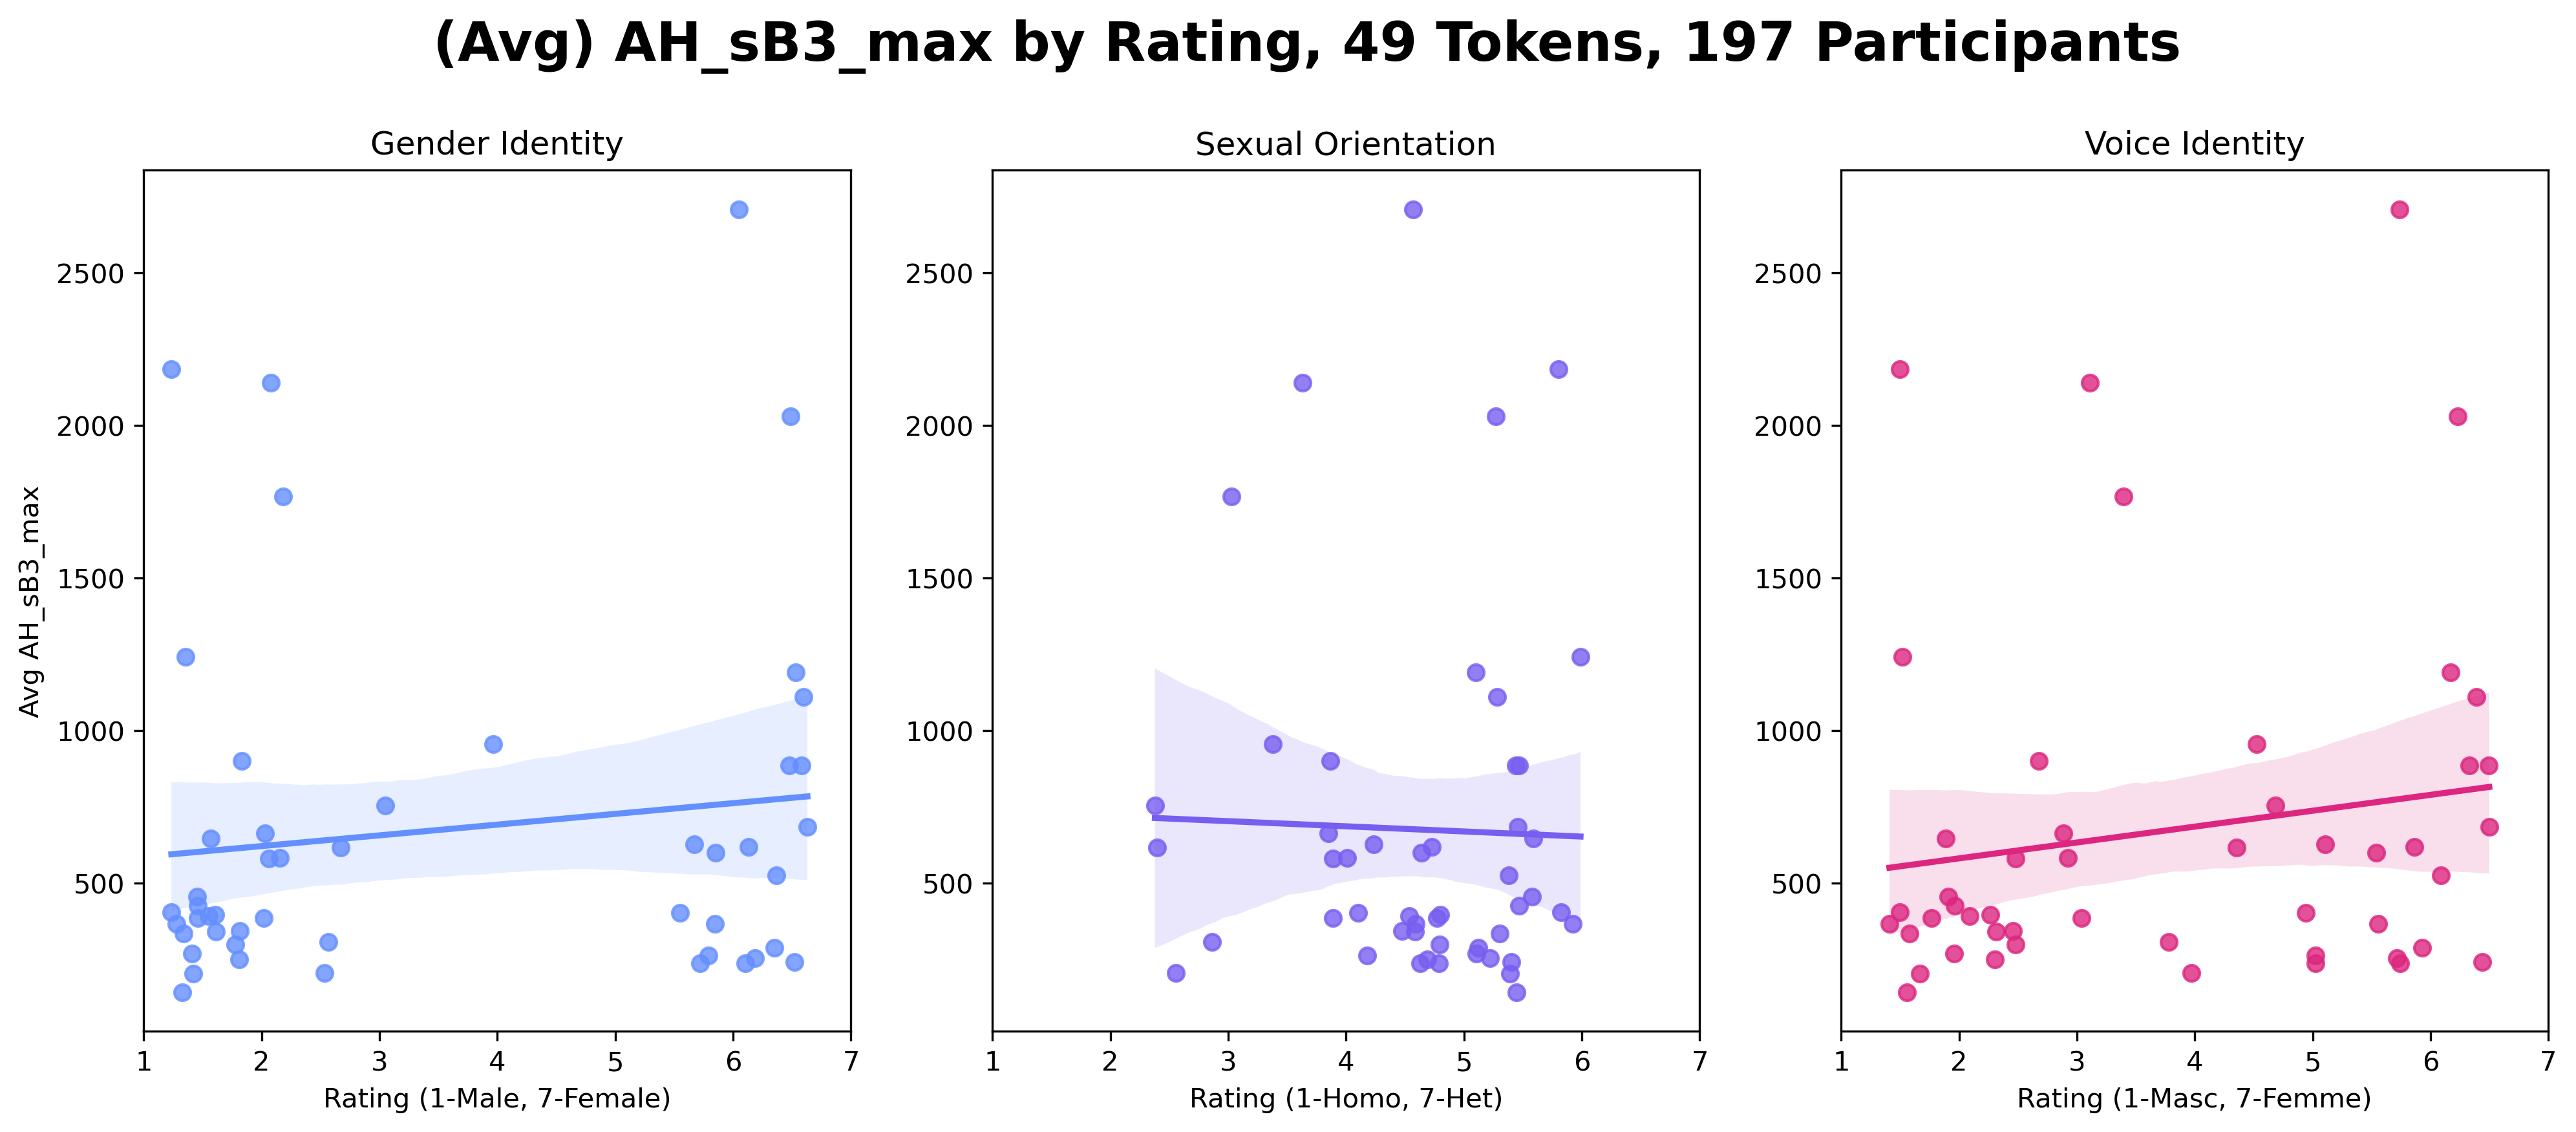 (Avg) AH_sB3_max by Rating, 49 Tokens, 197 Participants
Gender Identity
Sexual Orientation
Voice Identity
Avg AH_sB3_max
2500
2000
1500
1000
500
1 2 3 4 5 6 7
Rating (1-Male, 7-Female)
2500
2000
1500
1000
500
1 2 3 4 5 6 7
Rating (1-Homo, 7-Het)
2500
2000
1500
1000
500
1 2 3 4 5 6 7
Rating (1-Masc, 7-Femme)